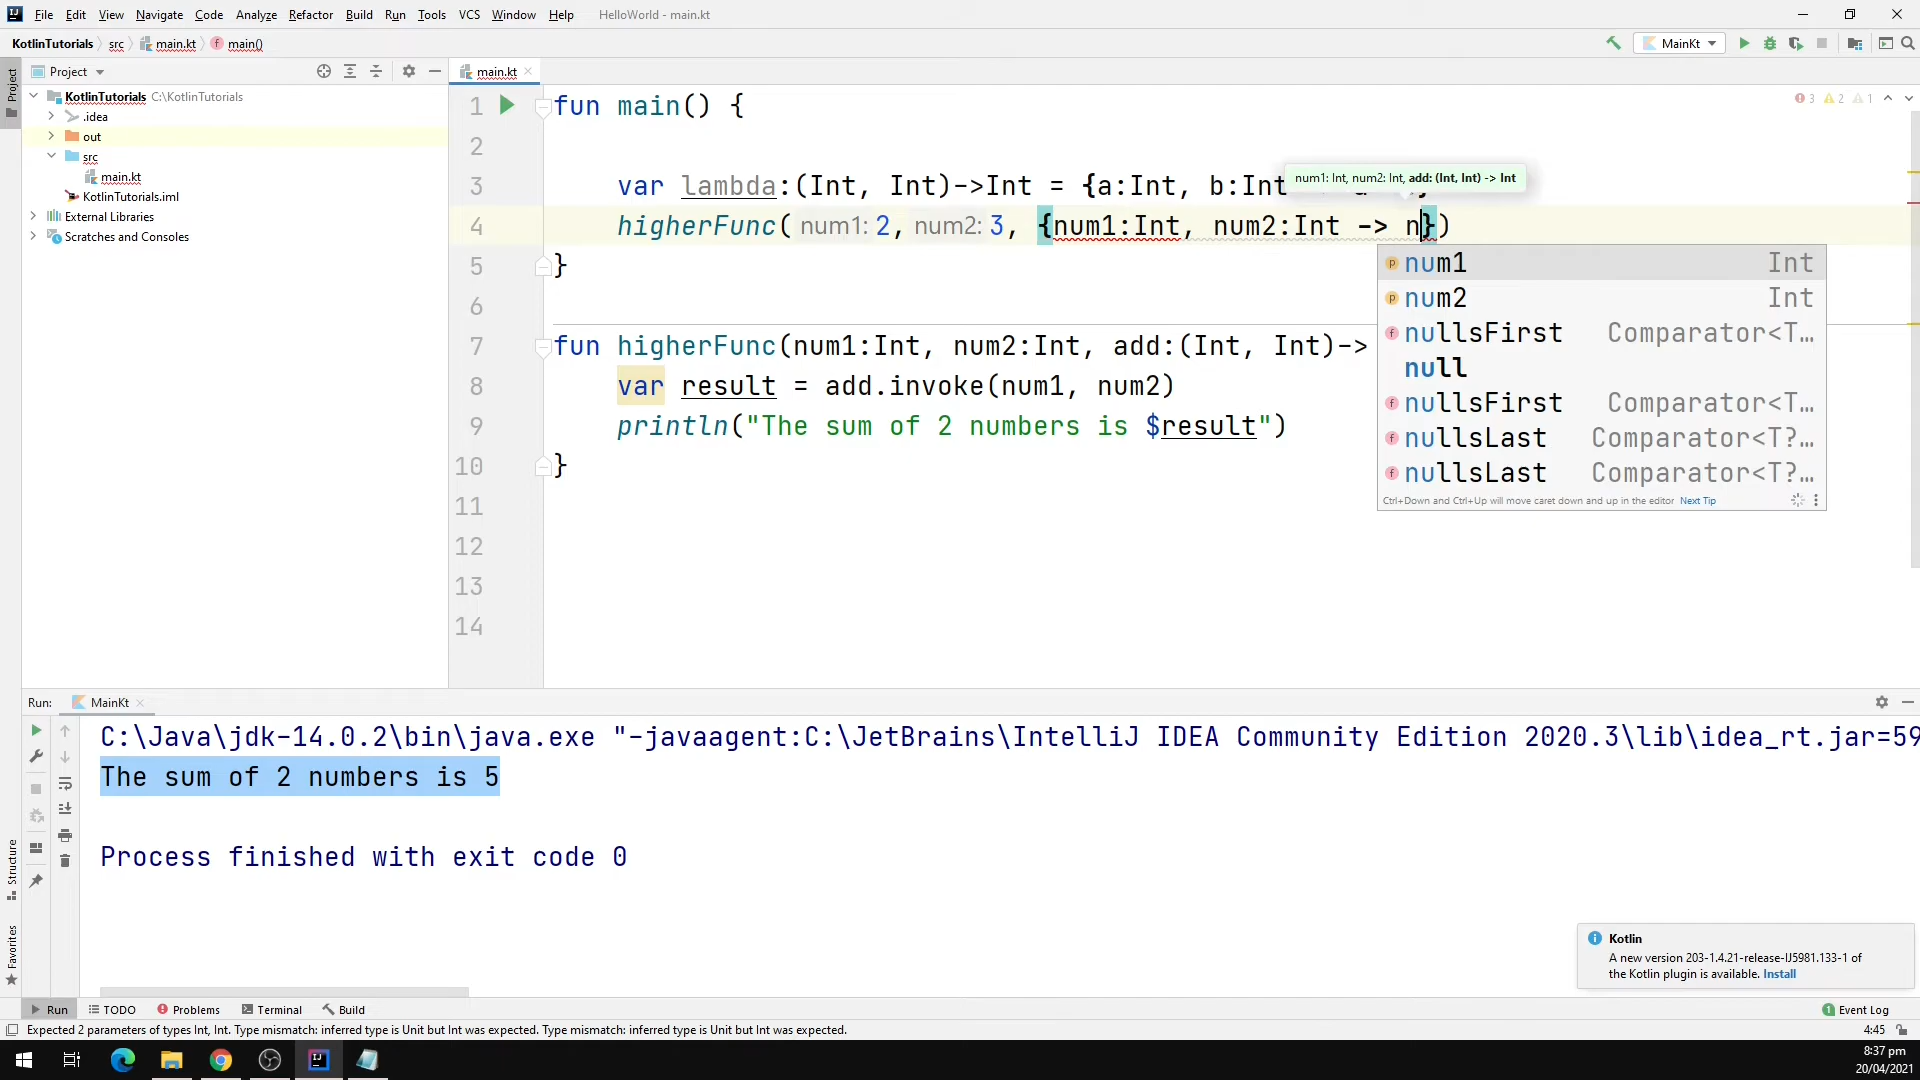 File Edit View Navigate Code Analyze Refactor Build Run Tools VCS Window Help HelloWorld - main.kt
KotlinTutorials src main.kt main() MainKt
Project
Project
main.kt
KotlinTutorials C:\KotlinTutorials
.idea
out
src
main.kt
KotlinTutorials.iml
External Libraries
Scratches and Consoles
3 2 1
1 fun main() {
2
num1: Int, num2: Int, add: (Int, Int) -> Int
3 var lambda:(Int, Int)->Int = {a:Int, b:Int
4 higherFunc( num1: 2, num2: 3, {num1:Int, num2:Int -> n})
5 }
6
7 fun higherFunc(num1:Int, num2:Int, add:(Int, Int)->
8 var result = add.invoke(num1, num2)
9 println("The sum of 2 numbers is $result")
10 }
11
12
13
14
num1 Int
num2 Int
nullsFirst Comparator<T…
null
nullsFirst Comparator<T…
nullsLast Comparator<T?…
nullsLast Comparator<T?…
Ctrl+Down and Ctrl+Up will move caret down and up in the editor Next Tip
Run: MainKt
C:\Java\jdk-14.0.2\bin\java.exe "-javaagent:C:\JetBrains\IntelliJ IDEA Community Edition 2020.3\lib\idea_rt.jar=59
The sum of 2 numbers is 5
Process finished with exit code 0
Structure
Favorites
Kotlin
A new version 203-1.4.21-release-IJ5981.133-1 of
the Kotlin plugin is available. Install
Run TODO Problems Terminal Build 1 Event Log
Expected 2 parameters of types Int, Int. Type mismatch: inferred type is Unit but Int was expected. Type mismatch: inferred type is Unit but Int was expected. 4:45
8:37 pm
20/04/2021